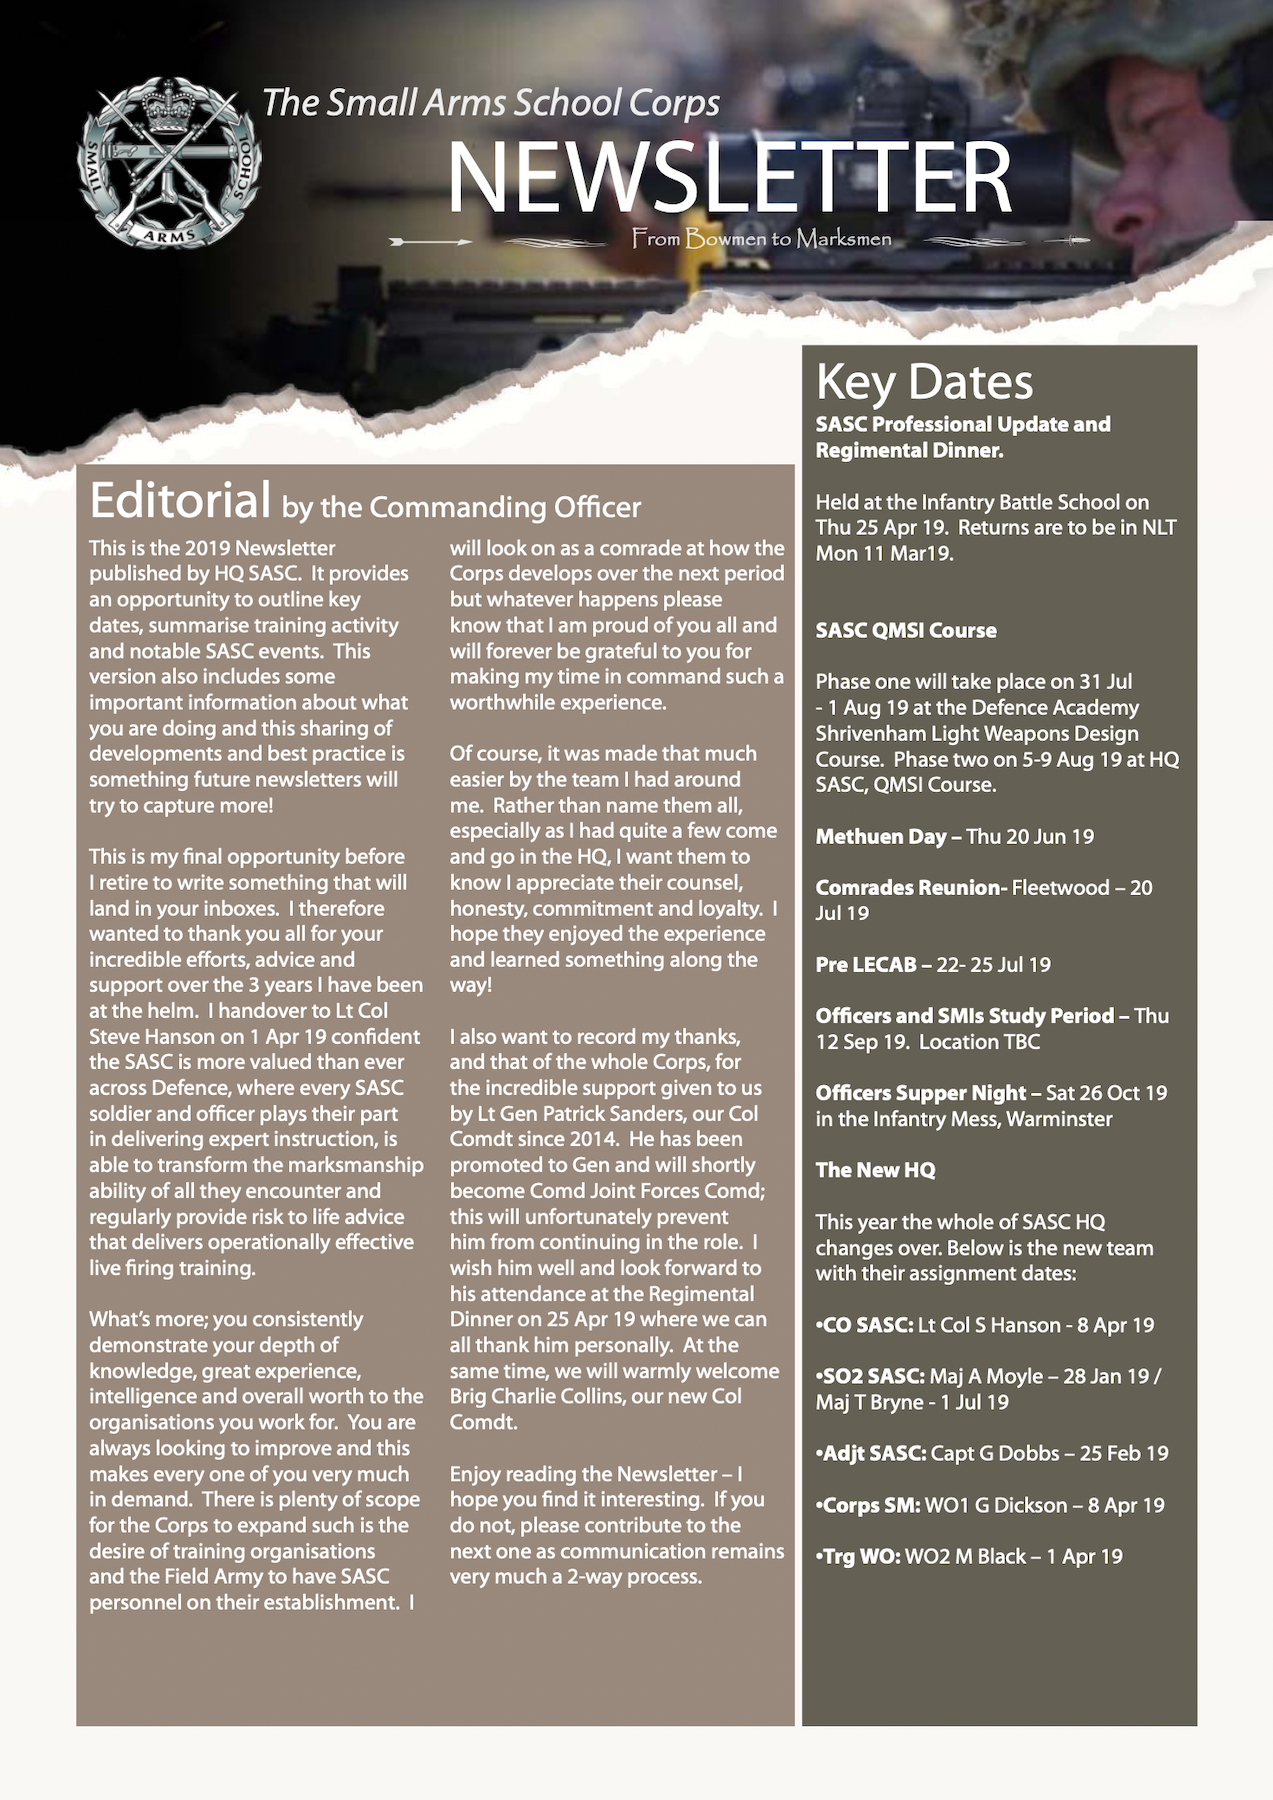 SMALL
ARMS
SCHOOL
The Small Arms School Corps
NEWSLETTER
From Bowmen to Marksmen
Editorial by the Commanding Officer
This is the 2019 Newsletter
published by HQ SASC.  It provides
an opportunity to outline key
dates, summarise training activity
and notable SASC events.  This
version also includes some
important information about what
you are doing and this sharing of
developments and best practice is
something future newsletters will
try to capture more!
This is my final opportunity before
I retire to write something that will
land in your inboxes.  I therefore
wanted to thank you all for your
incredible efforts, advice and
support over the 3 years I have been
at the helm.  I handover to Lt Col
Steve Hanson on 1 Apr 19 confident
the SASC is more valued than ever
across Defence, where every SASC
soldier and officer plays their part
in delivering expert instruction, is
able to transform the marksmanship
ability of all they encounter and
regularly provide risk to life advice
that delivers operationally effective
live firing training.
What's more; you consistently
demonstrate your depth of
knowledge, great experience,
intelligence and overall worth to the
organisations you work for.  You are
always looking to improve and this
makes every one of you very much
in demand.  There is plenty of scope
for the Corps to expand such is the
desire of training organisations
and the Field Army to have SASC
personnel on their establishment.  I
will look on as a comrade at how the
Corps develops over the next period
but whatever happens please
know that I am proud of you all and
will forever be grateful to you for
making my time in command such a
worthwhile experience.
Of course, it was made that much
easier by the team I had around
me.  Rather than name them all,
especially as I had quite a few come
and go in the HQ, I want them to
know I appreciate their counsel,
honesty, commitment and loyalty.  I
hope they enjoyed the experience
and learned something along the
way!
I also want to record my thanks,
and that of the whole Corps, for
the incredible support given to us
by Lt Gen Patrick Sanders, our Col
Comdt since 2014.  He has been
promoted to Gen and will shortly
become Comd Joint Forces Comd;
this will unfortunately prevent
him from continuing in the role.  I
wish him well and look forward to
his attendance at the Regimental
Dinner on 25 Apr 19 where we can
all thank him personally.  At the
same time, we will warmly welcome
Brig Charlie Collins, our new Col
Comdt.
Enjoy reading the Newsletter – I
hope you find it interesting.  If you
do not, please contribute to the
next one as communication remains
very much a 2-way process.
Key Dates
SASC Professional Update and
Regimental Dinner.
Held at the Infantry Battle School on
Thu 25 Apr 19.  Returns are to be in NLT
Mon 11 Mar19.
SASC QMSI Course
Phase one will take place on 31 Jul
- 1 Aug 19 at the Defence Academy
Shrivenham Light Weapons Design
Course.  Phase two on 5-9 Aug 19 at HQ
SASC, QMSI Course.
Methuen Day – Thu 20 Jun 19
Comrades Reunion- Fleetwood – 20
Jul 19
Pre LECAB – 22- 25 Jul 19
Officers and SMIs Study Period – Thu
12 Sep 19.  Location TBC
Officers Supper Night – Sat 26 Oct 19
in the Infantry Mess, Warminster
The New HQ
This year the whole of SASC HQ
changes over. Below is the new team
with their assignment dates:
•CO SASC: Lt Col S Hanson - 8 Apr 19
•SO2 SASC: Maj A Moyle – 28 Jan 19 /
Maj T Bryne - 1 Jul 19
•Adjt SASC: Capt G Dobbs – 25 Feb 19
•Corps SM: WO1 G Dickson – 8 Apr 19
•Trg WO: WO2 M Black – 1 Apr 19